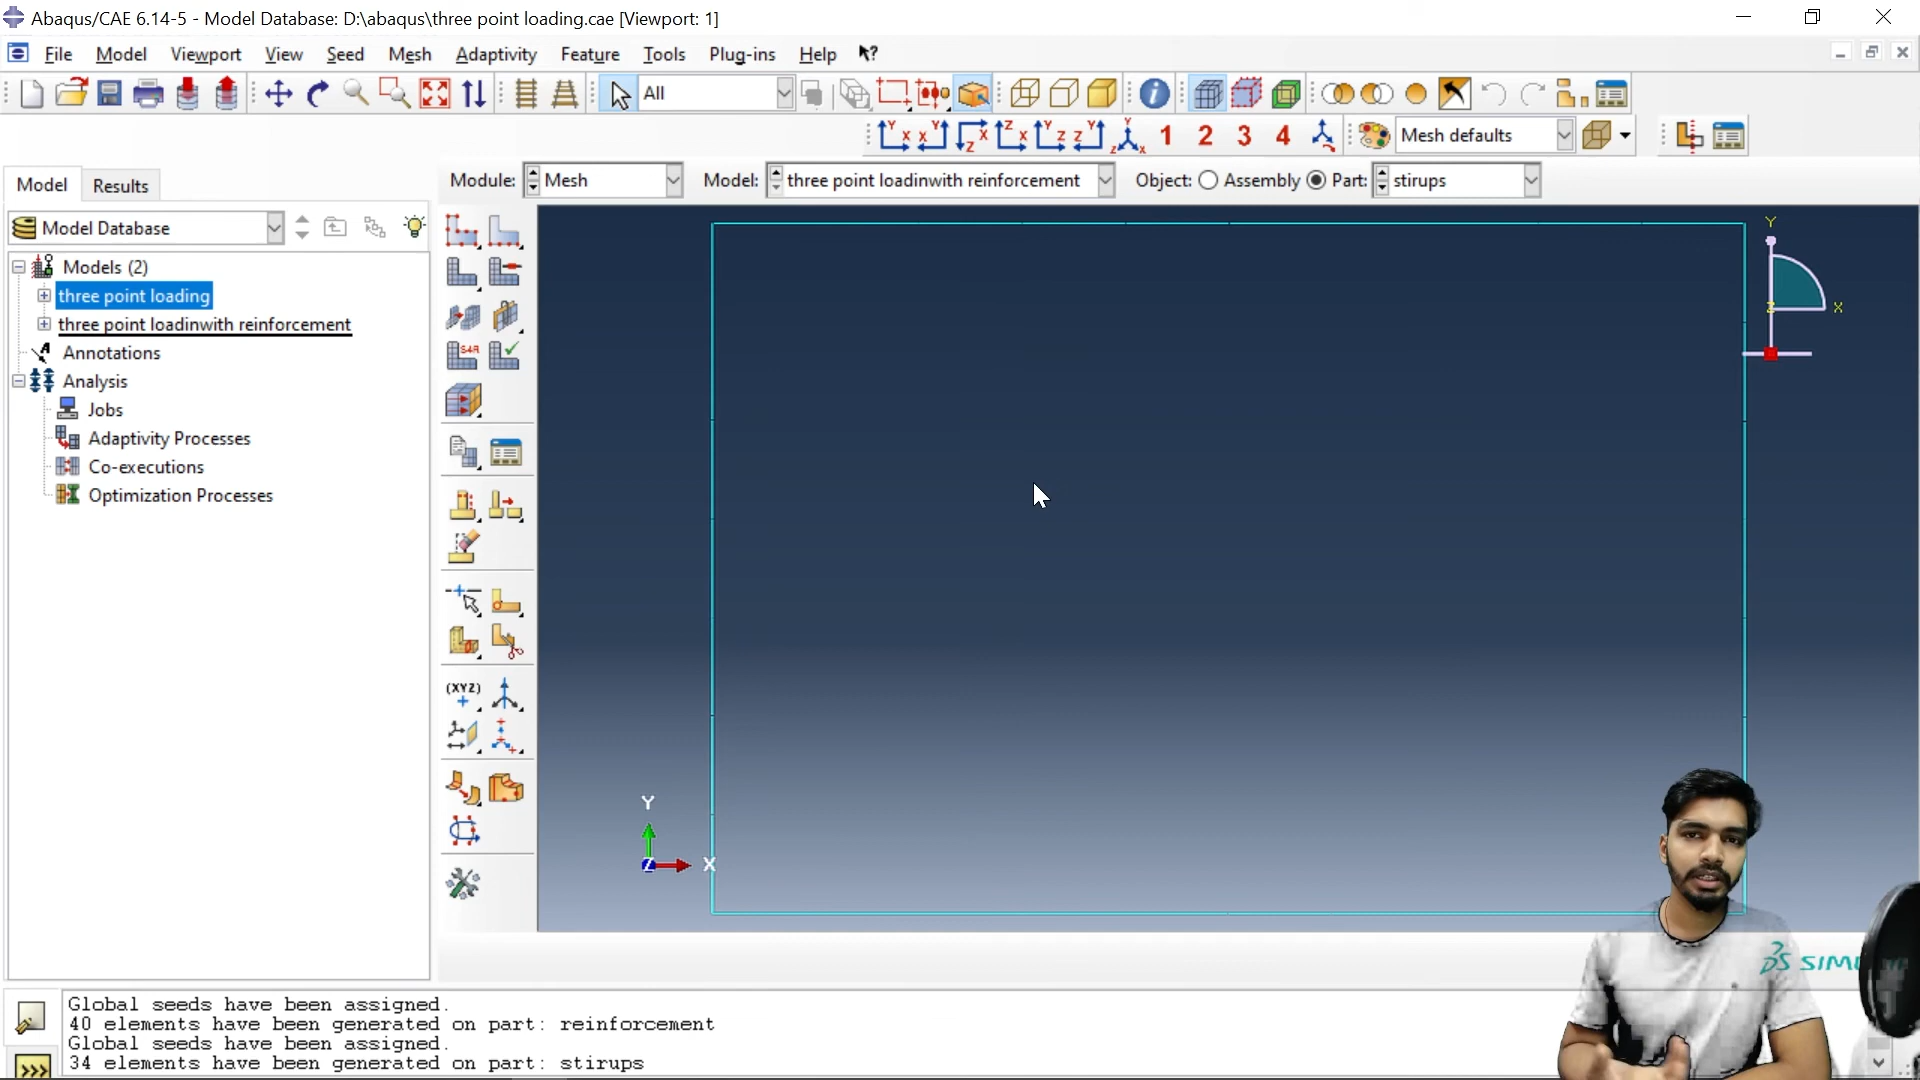 Abaqus/CAE 6.14-5 - Model Database: D:\abaqus\three point loading.cae [Viewport: 1]
File Model Viewport View Seed Mesh Adaptivity Feature Tools Plug-ins Help
All
1 2 3 4 Mesh defaults
Model Results
Module: Mesh Model: three point loadinwith reinforcement Object: Assembly Part: stirups
Model Database
Models (2)
three point loading
three point loadinwith reinforcement
Annotations
Analysis
Jobs
Adaptivity Processes
Co-executions
Optimization Processes
S4R
(XYZ)
Y
X
Z
Y
X
Z
Global seeds have been assigned.
40 elements have been generated on part: reinforcement
Global seeds have been assigned.
34 elements have been generated on part: stirups